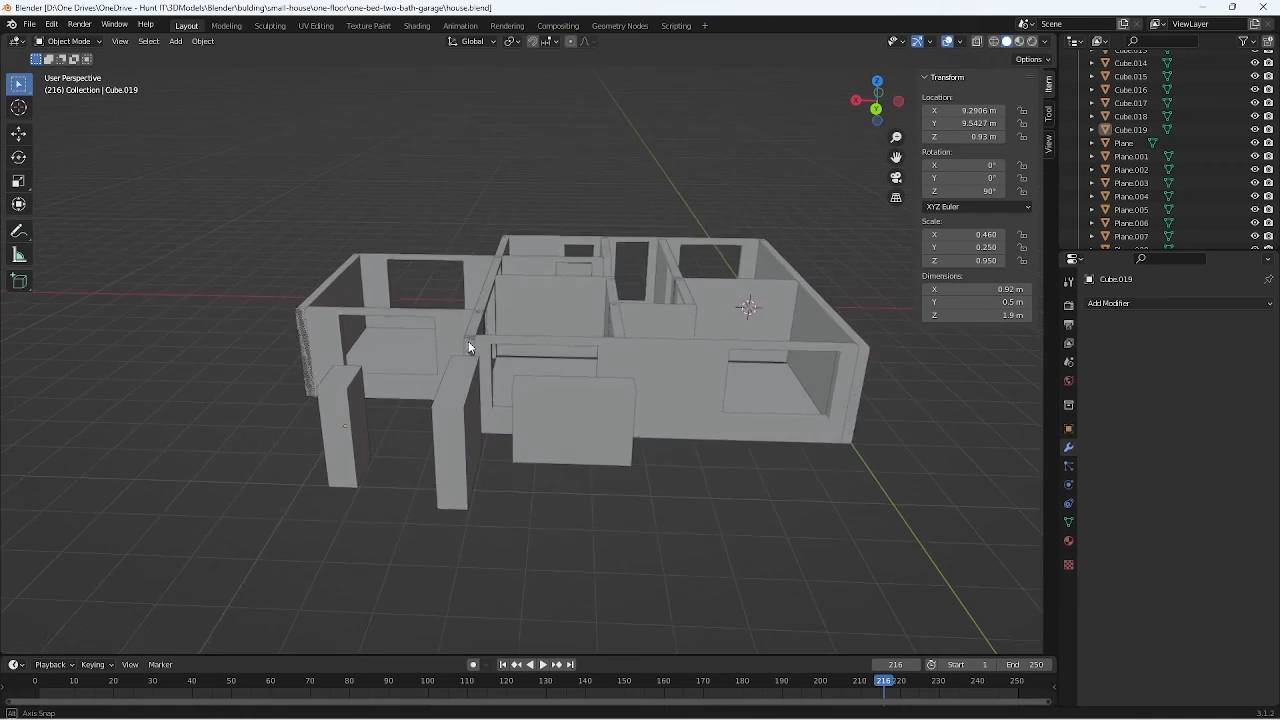 Blender [D:\One Drives\OneDrive - Hunt IT\3DModels\Blender\bulding\small-house\one-floor\one-bed-two-bath-garage\house.blend]
File Edit Render Window Help Layout Modeling Sculpting UV Editing Texture Paint Shading Animation Rendering Compositing Geometry Nodes Scripting + Scene ViewLayer
Object Mode View Select Add Object Global
Options
User Perspective
(216) Collection | Cube.019
Transform
Location:
X 9.2906 m
Y 9.5427 m
Z 0.93 m
Rotation:
X 0°
Y 0°
Z 90°
XYZ Euler
Scale:
X 0.460
Y 0.250
Z 0.950
Dimensions:
X 0.92 m
Y 0.5 m
Z 1.9 m
Item
Tool
View
X
Y
Z
Cube.013
Cube.014
Cube.015
Cube.016
Cube.017
Cube.018
Cube.019
Plane
Plane.001
Plane.002
Plane.003
Plane.004
Plane.005
Plane.006
Plane.007
Cube.019
Add Modifier
Playback Keying View Marker 216 Start 1 End 250
0 10 20 30 40 50 60 70 80 90 100 110 120 130 140 150 160 170 180 190 200 216 220 230 240 250
Alt Axis Snap 3.1.2